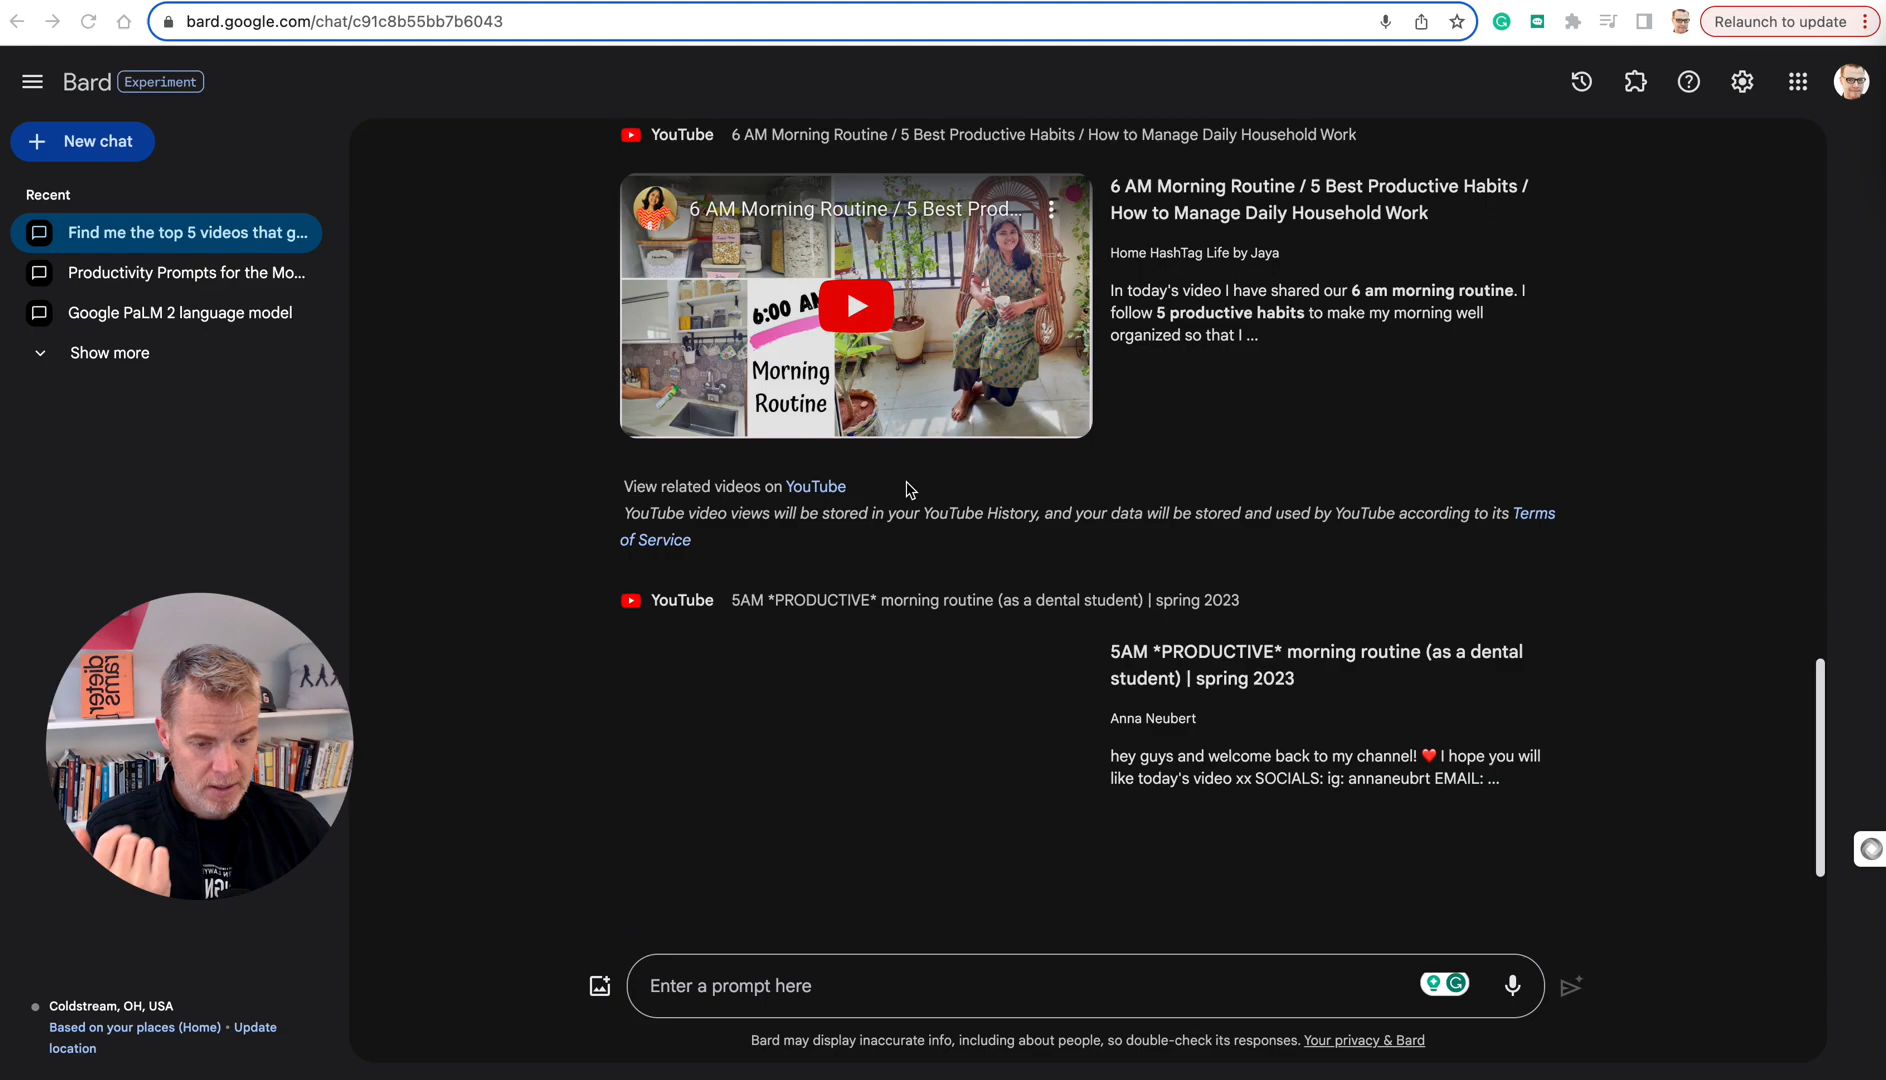 bard.google.com/chat/c91c8b55bb7b6043
Relaunch to update
Bard Experiment
New chat
Recent
Find me the top 5 videos that g...
Productivity Prompts for the Mo...
Google PaLM 2 language model
Show more
YouTube 6 AM Morning Routine / 5 Best Productive Habits / How to Manage Daily Household Work
6 AM Morning Routine / 5 Best Prod...
6:00 AM
Morning
Routine
6 AM Morning Routine / 5 Best Productive Habits /
How to Manage Daily Household Work
Home HashTag Life by Jaya
In today's video I have shared our 6 am morning routine. I
follow 5 productive habits to make my morning well
organized so that I ...
View related videos on YouTube
YouTube video views will be stored in your YouTube History, and your data will be stored and used by YouTube according to its Terms
of Service
YouTube 5AM *PRODUCTIVE* morning routine (as a dental student) | spring 2023
5AM *PRODUCTIVE* morning routine (as a dental
student) | spring 2023
Anna Neubert
hey guys and welcome back to my channel! ❤️ I hope you will
like today's video xx SOCIALS: ig: annaneubrt EMAIL: ...
dieter
rams
Coldstream, OH, USA
Based on your places (Home) • Update
location
Enter a prompt here
Bard may display inaccurate info, including about people, so double-check its responses. Your privacy & Bard